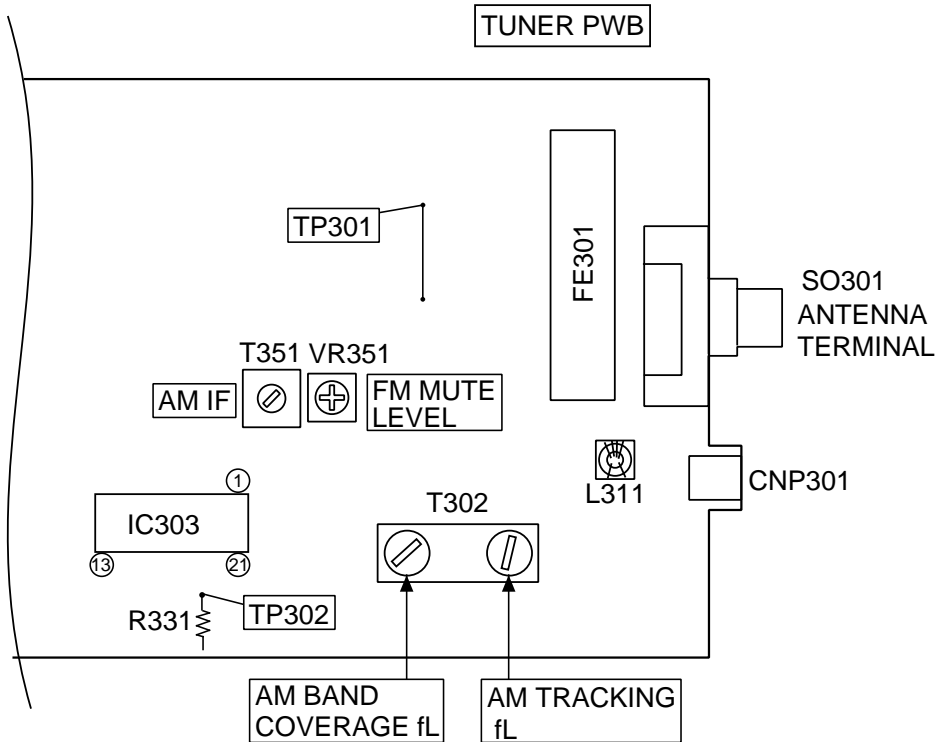 TUNER PWB
TP301
FE301
SO301
ANTENNA
TERMINAL
T351 VR351
AM IF
FM MUTE
LEVEL
L311
CNP301
1
IC303
13
21
T302
R331
TP302
AM BAND
COVERAGE fL
AM TRACKING
fL